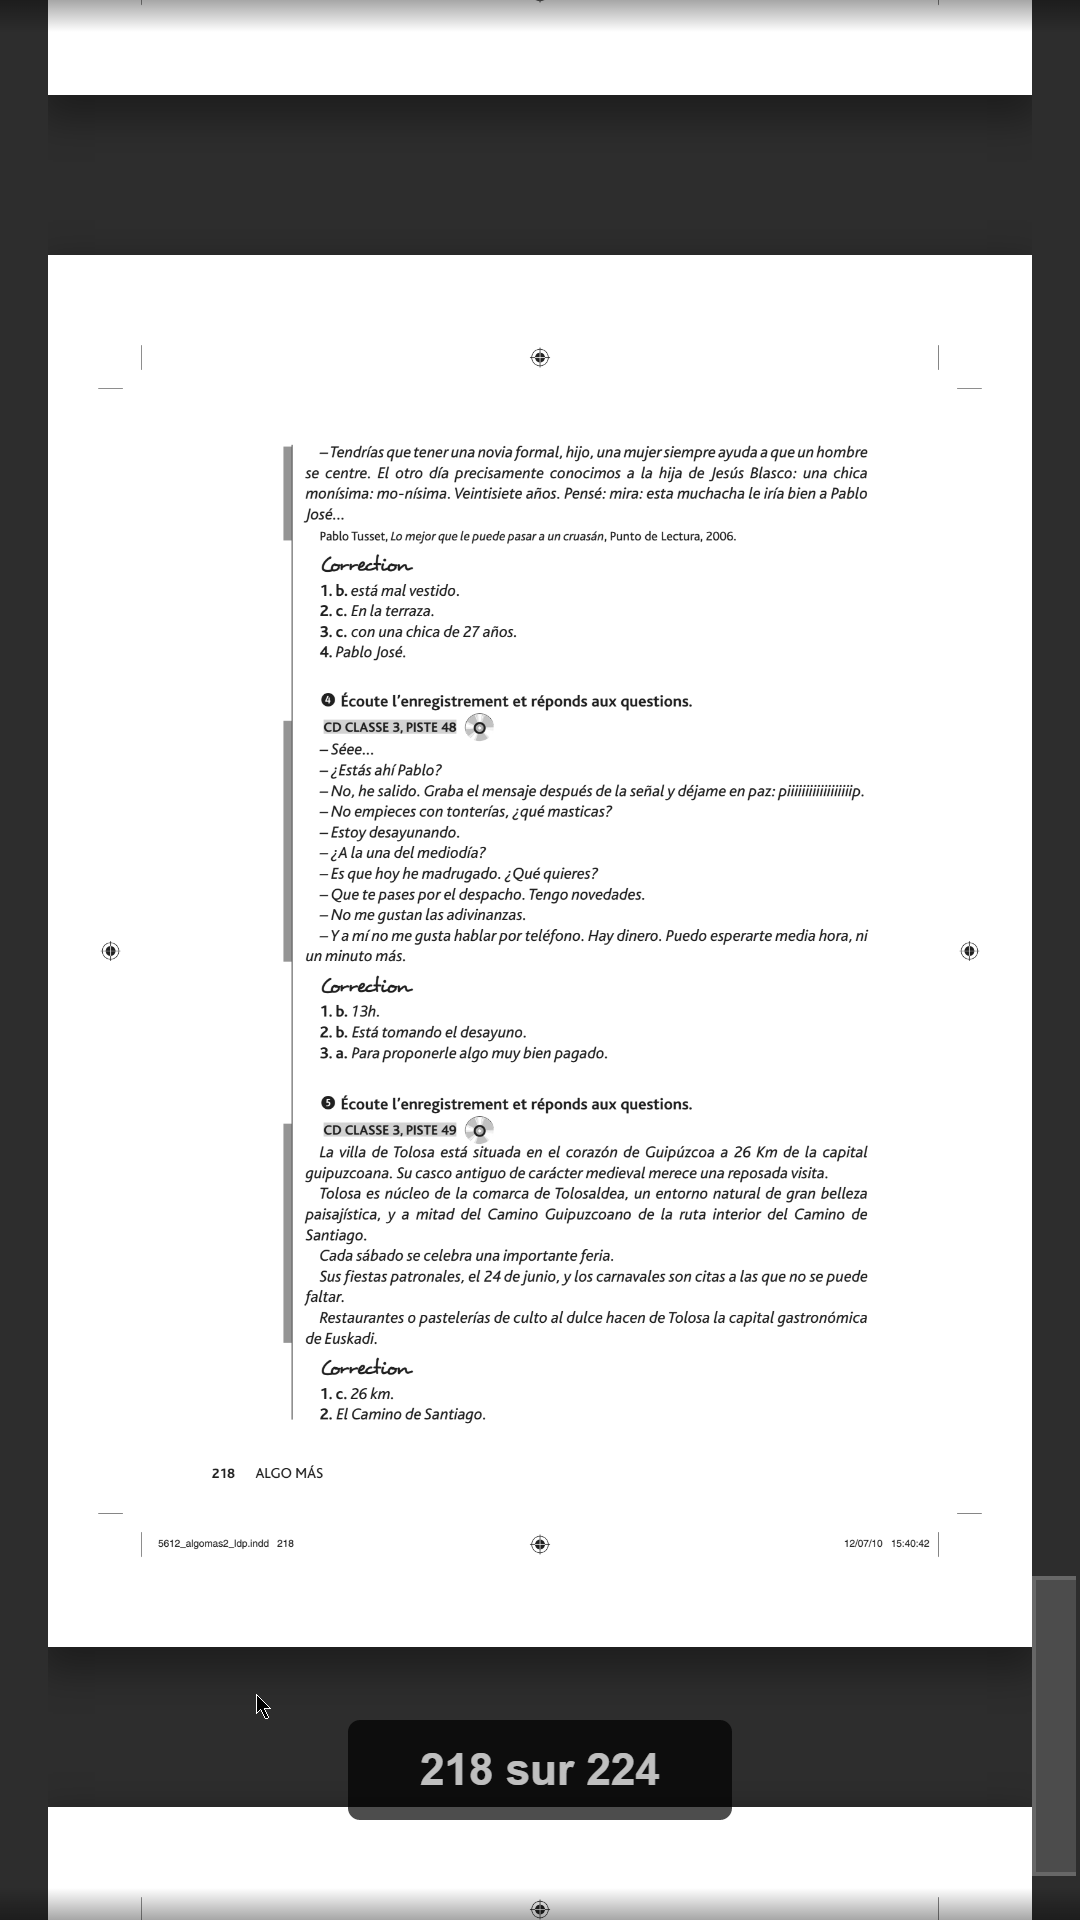 – Tendrías que tener una novia formal, hijo, una mujer siempre ayuda a que un hombre
se centre. El otro día precisamente conocimos a la hija de Jesús Blasco: una chica
monísima: mo-nísima. Veintisiete años. Pensé: mira: esta muchacha le iría bien a Pablo
José…
Pablo Tusset, Lo mejor que le puede pasar a un cruasán, Punto de Lectura, 2006.
Correction
1. b. está mal vestido.
2. c. En la terraza.
3. c. con una chica de 27 años.
4. Pablo José.
4 Écoute l’enregistrement et réponds aux questions.
CD CLASSE 3, PISTE 48
– Séee…
– ¿Estás ahí Pablo?
– No, he salido. Graba el mensaje después de la señal y déjame en paz: piiiiiiiiiiiiiiiiiip.
– No empieces con tonterías, ¿qué masticas?
– Estoy desayunando.
– ¿A la una del mediodía?
– Es que hoy he madrugado. ¿Qué quieres?
– Que te pases por el despacho. Tengo novedades.
– No me gustan las adivinanzas.
– Y a mí no me gusta hablar por teléfono. Hay dinero. Puedo esperarte media hora, ni
un minuto más.
Correction
1. b. 13h.
2. b. Está tomando el desayuno.
3. a. Para proponerle algo muy bien pagado.
5 Écoute l’enregistrement et réponds aux questions.
CD CLASSE 3, PISTE 49
La villa de Tolosa está situada en el corazón de Guipúzcoa a 26 Km de la capital
guipuzcoana. Su casco antiguo de carácter medieval merece una reposada visita.
Tolosa es núcleo de la comarca de Tolosaldea, un entorno natural de gran belleza
paisajística, y a mitad del Camino Guipuzcoano de la ruta interior del Camino de
Santiago.
Cada sábado se celebra una importante feria.
Sus fiestas patronales, el 24 de junio, y los carnavales son citas a las que no se puede
faltar.
Restaurantes o pastelerías de culto al dulce hacen de Tolosa la capital gastronómica
de Euskadi.
Correction
1. c. 26 km.
2. El Camino de Santiago.
218 ALGO MÁS
5612_algomas2_ldp.indd 218 12/07/10 15:40:42
218 sur 224